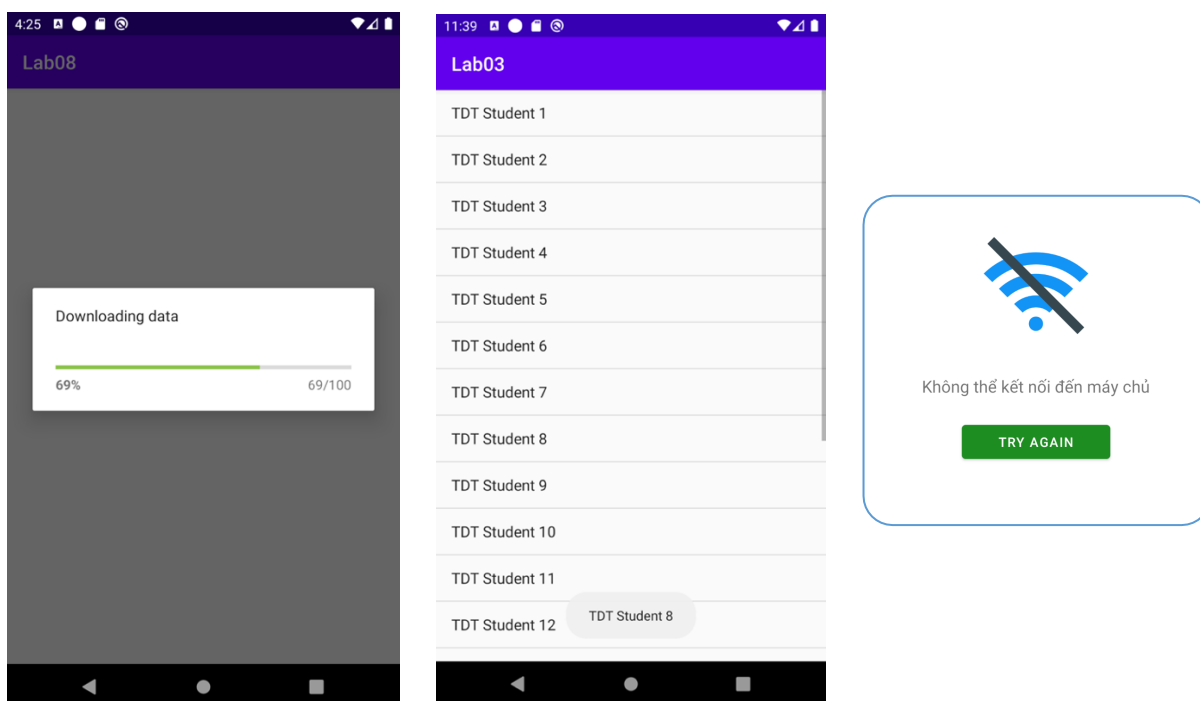 4:25
Lab08
Downloading data
69%
69/100
11:39
Lab03
TDT Student 1
TDT Student 2
TDT Student 3
TDT Student 4
TDT Student 5
TDT Student 6
TDT Student 7
TDT Student 8
TDT Student 9
TDT Student 10
TDT Student 11
TDT Student 12
TDT Student 8
Không thể kết nối đến máy chủ
TRY AGAIN